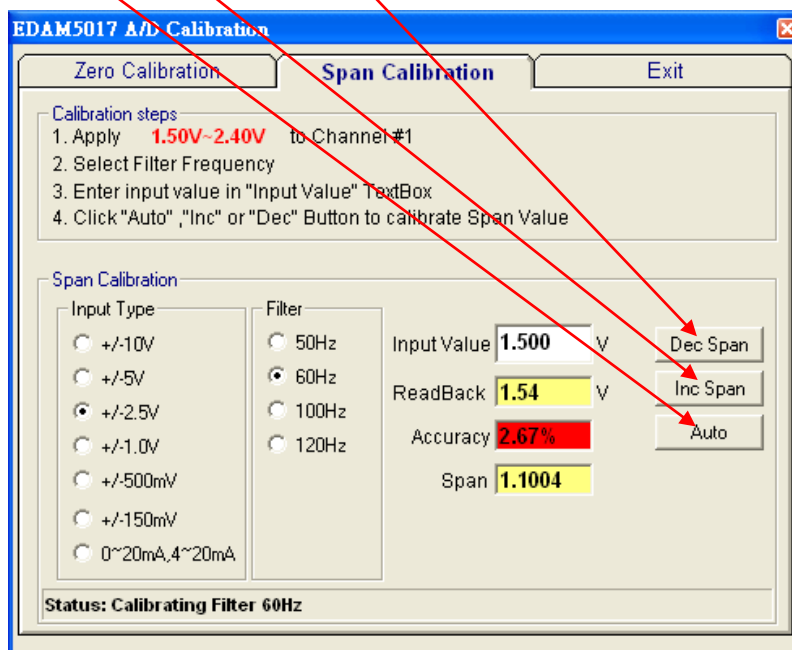 EDAM5017 A/D Calibration
Zero Calibration
Span Calibration
Exit
Calibration steps
1. Apply 1.50V~2.40V to Channel #1
2. Select Filter Frequency
3. Enter input value in "Input Value" TextBox
4. Click "Auto" ,"Inc" or "Dec" Button to calibrate Span Value
Span Calibration
Input Type
+/-10V
+/-5V
+/-2.5V
+/-1.0V
+/-500mV
+/-150mV
0~20mA,4~20mA
Filter
50Hz
60Hz
100Hz
120Hz
Input Value 1.500 V
ReadBack 1.54 V
Accuracy 2.67%
Span 1.1004
Dec Span
Inc Span
Auto
Status: Calibrating Filter 60Hz